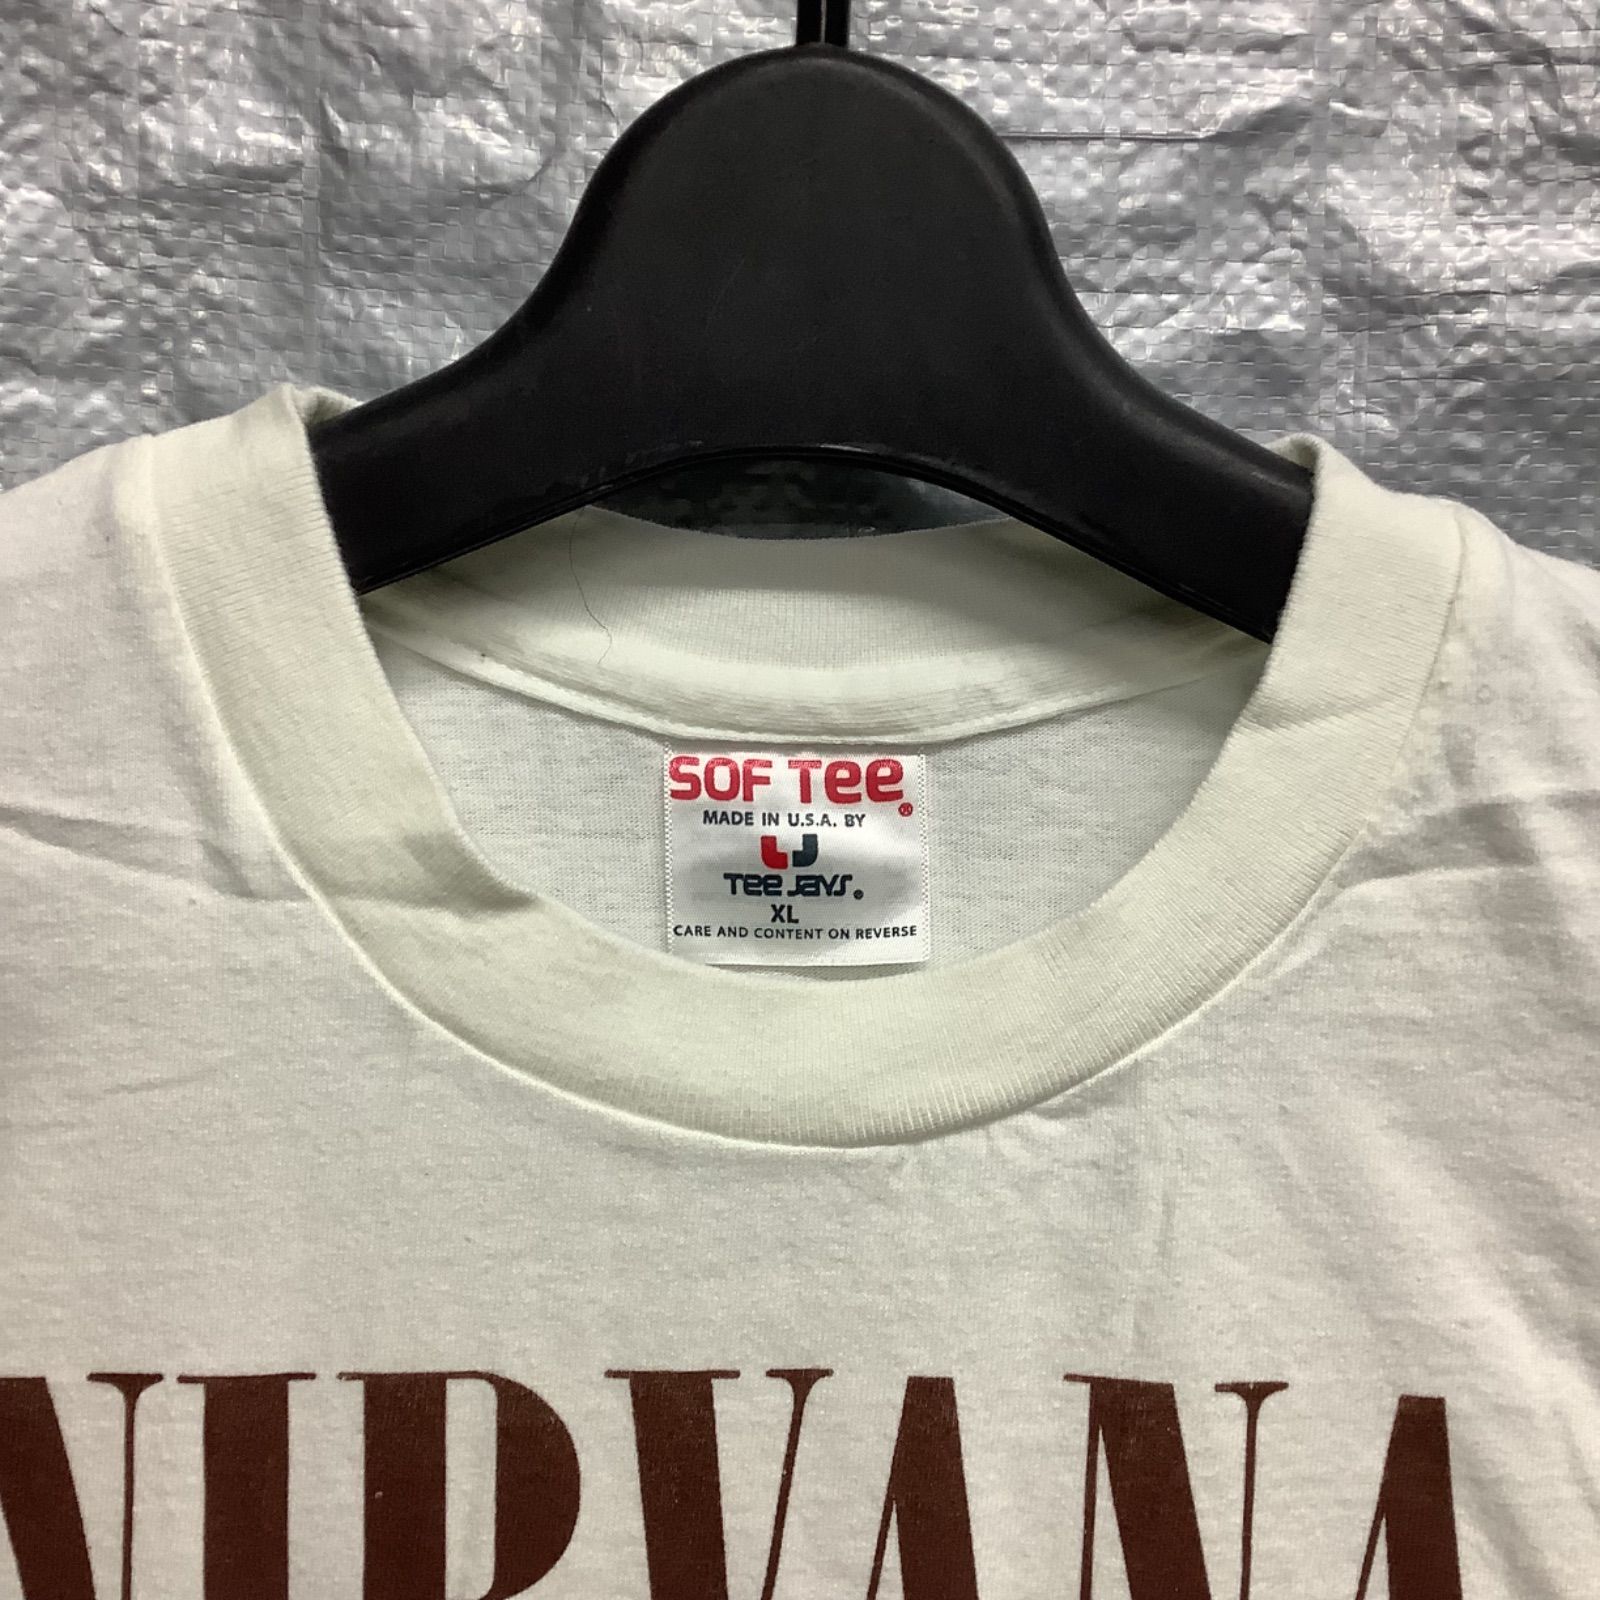 SOF TEE®
MADE IN U.S.A. BY
TEE JAYS®
XL
CARE AND CONTENT ON REVERSE
NIRVANA